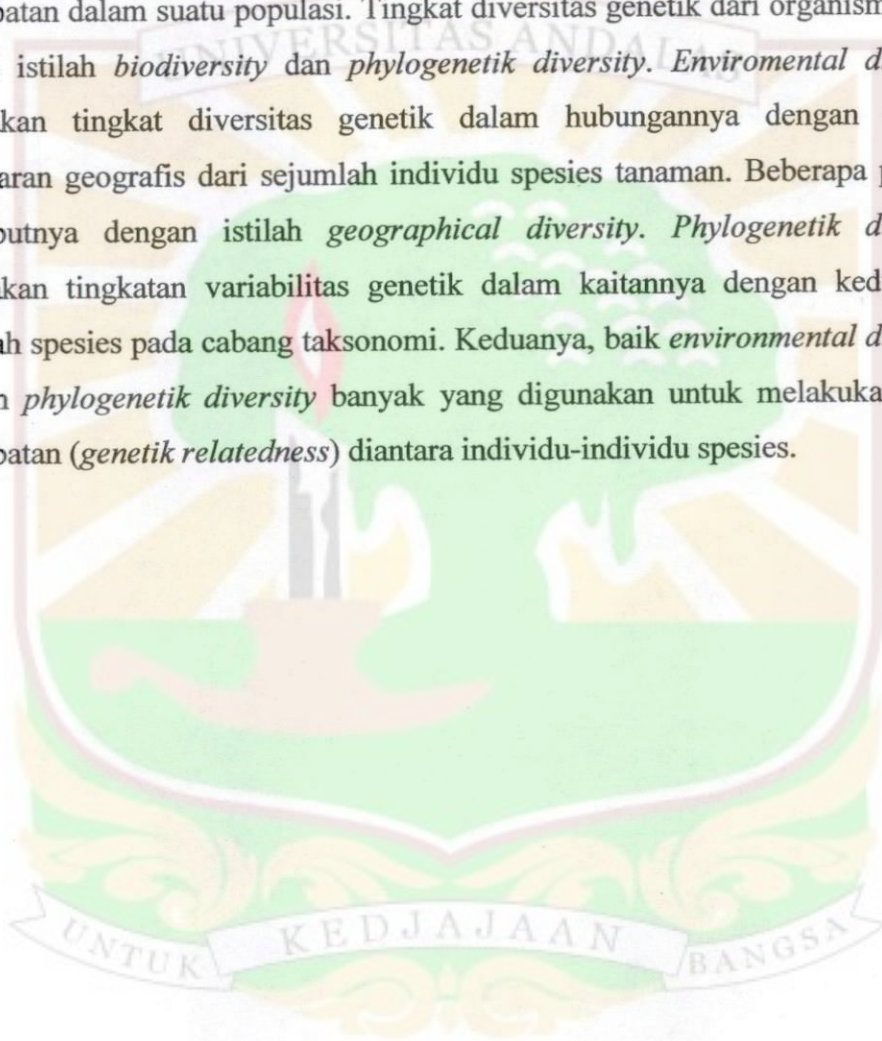 batan dalam suatu populasi. Tingkat diversitas genetik dari organism
UNIVERSITAS ANDALAS
istilah biodiversity dan phylogenetik diversity. Enviromental d
kan tingkat diversitas genetik dalam hubungannya dengan
aran geografis dari sejumlah individu spesies tanaman. Beberapa
butnya dengan istilah geographical diversity. Phylogenetik d
kan tingkatan variabilitas genetik dalam kaitannya dengan ked
ah spesies pada cabang taksonomi. Keduanya, baik environmental d
n phylogenetik diversity banyak yang digunakan untuk melakuka
batan (genetik relatedness) diantara individu-individu spesies.
UNTUK KEDJAJAAN BANGSA